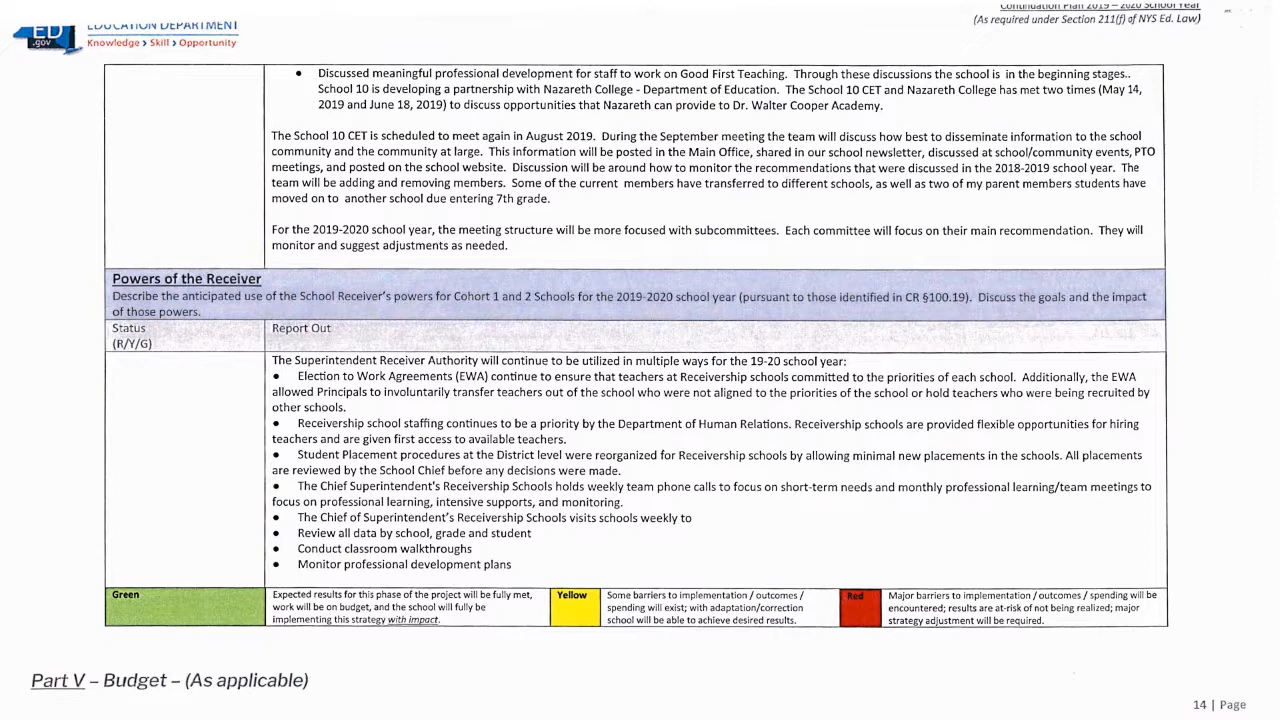 Continuation Plan 2019 – 2020 School Year
(As required under Section 211(f) of NYS Ed. Law)
ED
.gov
EDUCATION DEPARTMENT
Knowledge > Skill > Opportunity
• Discussed meaningful professional development for staff to work on Good First Teaching. Through these discussions the school is in the beginning stages..
School 10 is developing a partnership with Nazareth College - Department of Education. The School 10 CET and Nazareth College has met two times (May 14,
2019 and June 18, 2019) to discuss opportunities that Nazareth can provide to Dr. Walter Cooper Academy.
The School 10 CET is scheduled to meet again in August 2019. During the September meeting the team will discuss how best to disseminate information to the school
community and the community at large. This information will be posted in the Main Office, shared in our school newsletter, discussed at school/community events, PTO
meetings, and posted on the school website. Discussion will be around how to monitor the recommendations that were discussed in the 2018-2019 school year. The
team will be adding and removing members. Some of the current members have transferred to different schools, as well as two of my parent members students have
moved on to another school due entering 7th grade.
For the 2019-2020 school year, the meeting structure will be more focused with subcommittees. Each committee will focus on their main recommendation. They will
monitor and suggest adjustments as needed.
Powers of the Receiver
Describe the anticipated use of the School Receiver's powers for Cohort 1 and 2 Schools for the 2019-2020 school year (pursuant to those identified in CR §100.19). Discuss the goals and the impact
of those powers.
Status
(R/Y/G)
Report Out
The Superintendent Receiver Authority will continue to be utilized in multiple ways for the 19-20 school year:
• Election to Work Agreements (EWA) continue to ensure that teachers at Receivership schools committed to the priorities of each school. Additionally, the EWA
allowed Principals to involuntarily transfer teachers out of the school who were not aligned to the priorities of the school or hold teachers who were being recruited by
other schools.
• Receivership school staffing continues to be a priority by the Department of Human Relations. Receivership schools are provided flexible opportunities for hiring
teachers and are given first access to available teachers.
• Student Placement procedures at the District level were reorganized for Receivership schools by allowing minimal new placements in the schools. All placements
are reviewed by the School Chief before any decisions were made.
• The Chief Superintendent's Receivership Schools holds weekly team phone calls to focus on short-term needs and monthly professional learning/team meetings to
focus on professional learning, intensive supports, and monitoring.
• The Chief of Superintendent's Receivership Schools visits schools weekly to
• Review all data by school, grade and student
• Conduct classroom walkthroughs
• Monitor professional development plans
Green
Expected results for this phase of the project will be fully met,
work will be on budget, and the school will fully be
implementing this strategy with impact.
Yellow
Some barriers to implementation / outcomes /
spending will exist; with adaptation/correction
school will be able to achieve desired results.
Red
Major barriers to implementation / outcomes / spending will be
encountered; results are at-risk of not being realized; major
strategy adjustment will be required.
Part V – Budget – (As applicable)
14 | Page